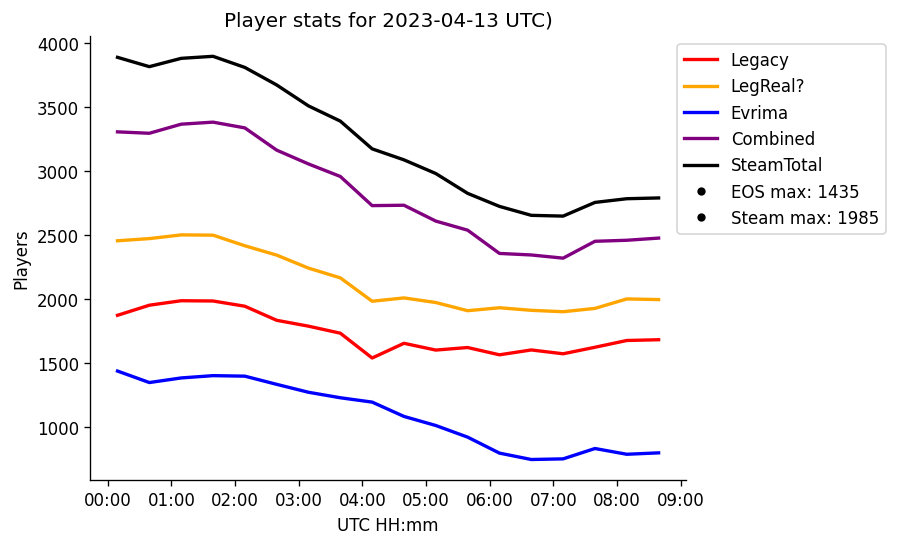 Player stats for 2023-04-13 UTC)
4000
3500
3000
2500
2000
1500
1000
Players
00:00 01:00 02:00 03:00 04:00 05:00 06:00 07:00 08:00 09:00
UTC HH:mm
Legacy
LegReal?
Evrima
Combined
SteamTotal
EOS max: 1435
Steam max: 1985